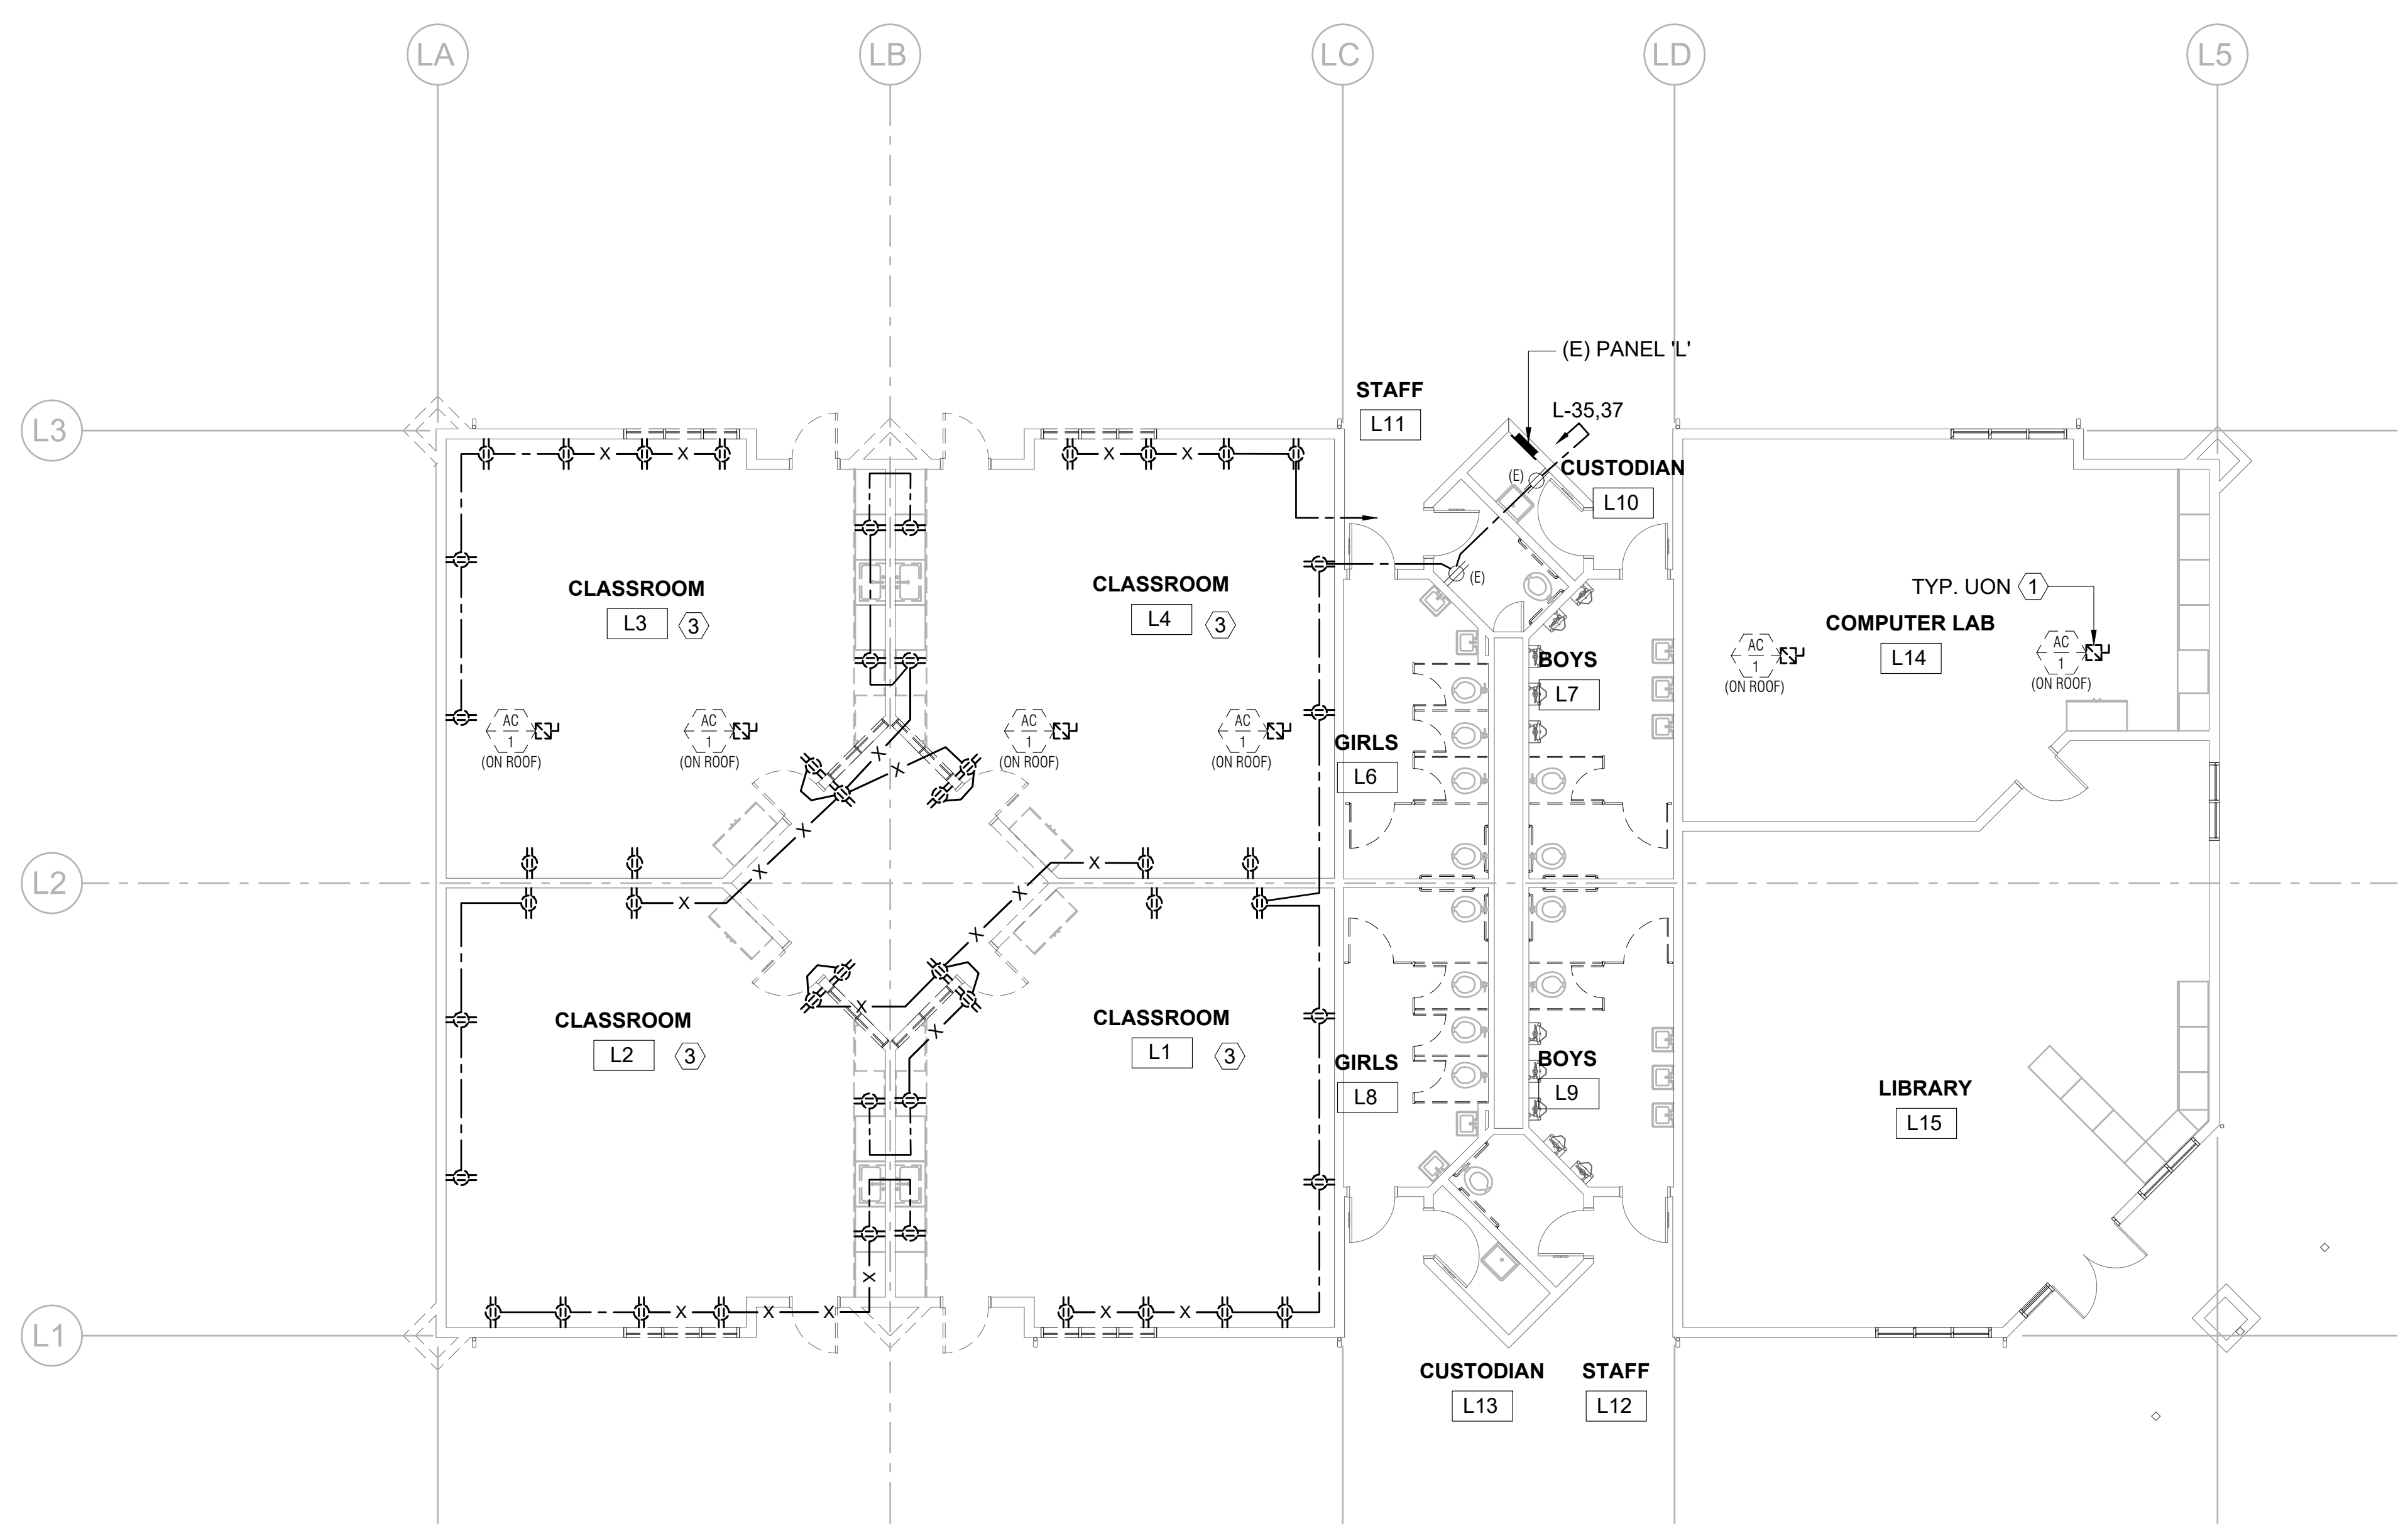 LA
LB
LC
LD
L5
(E) PANEL 'L'
STAFF
L11
L-35,37
L3
CUSTODIAN
(E)
L10
X
X
X
X
(E)
CLASSROOM
L3
3
CLASSROOM
L4
3
TYP. UON
1
COMPUTER LAB
L14
AC
1
(ON ROOF)
AC
1
(ON ROOF)
BOYS
L7
AC
1
(ON ROOF)
AC
1
(ON ROOF)
AC
1
(ON ROOF)
AC
1
(ON ROOF)
GIRLS
L6
X
X
X
X
X
L2
X
X
X
X
X
X
CLASSROOM
L2
3
CLASSROOM
L1
3
GIRLS
L8
BOYS
L9
LIBRARY
L15
X
L1
X
X
X
X
X
CUSTODIAN
L13
STAFF
L12